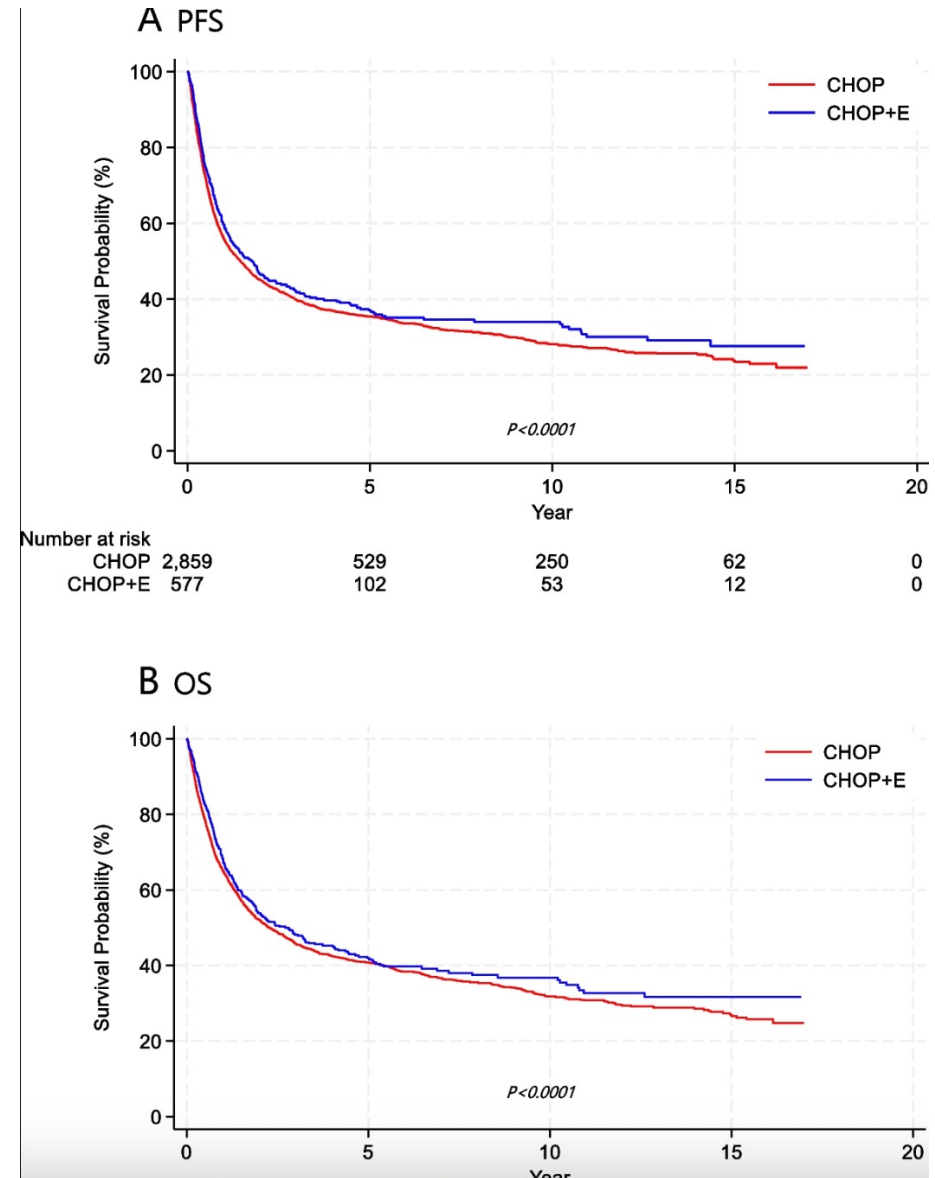 A PFS
Survival Probability (%)
100
80
60
40
20
0
CHOP
CHOP+E
P<0.0001
0 5 10 15 20
Year
Number at risk
CHOP 2,859 529 250 62 0
CHOP+E 577 102 53 12 0
B OS
Survival Probability (%)
100
80
60
40
20
0
CHOP
CHOP+E
P<0.0001
0 5 10 15 20
Year